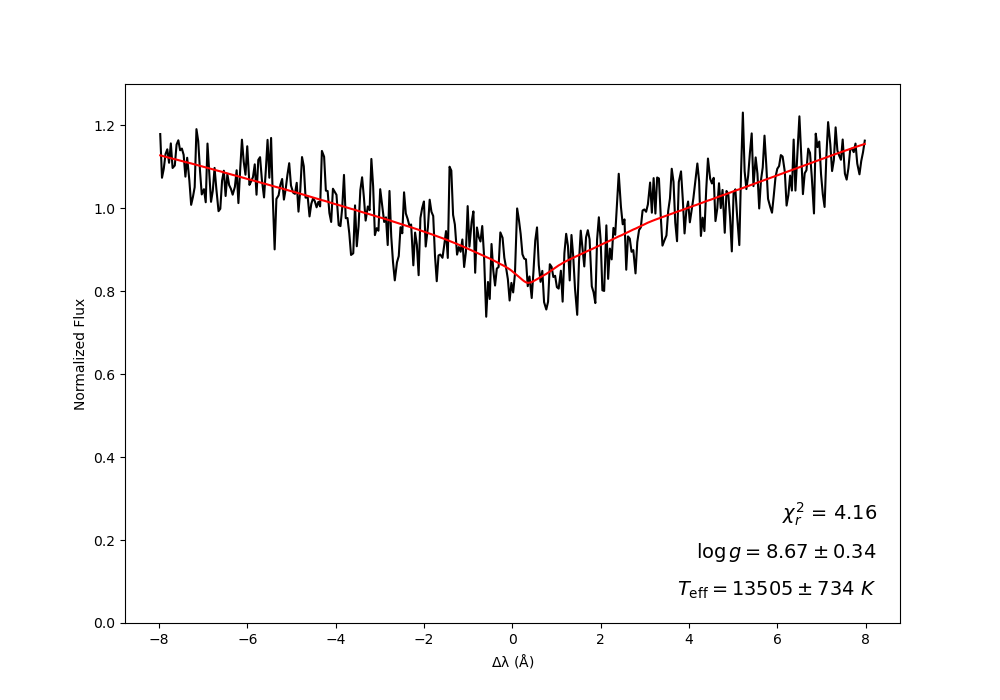 1.2
1.0
0.8
0.6
0.4
0.2
0.0
Normalized Flux
χ²ᵣ = 4.16
log g = 8.67 ± 0.34
T_eff = 13505 ± 734 K
−8 −6 −4 −2 0 2 4 6 8
Δλ (Å)